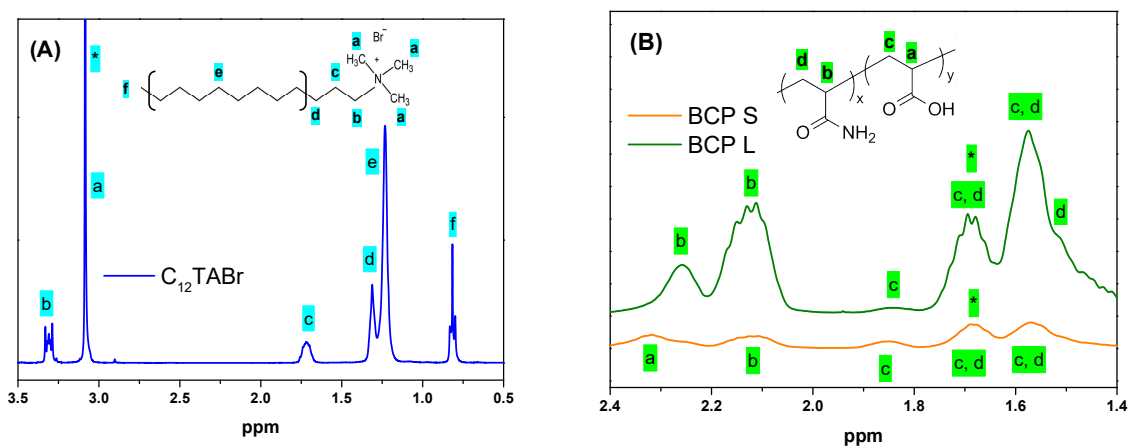 (A)
*
a
Br⁻
a
H₃C
CH₃
+
N
CH₃
a
e
c
f
d
b
a
b
C₁₂TABr
c
d
e
f
3.5 3.0 2.5 2.0 1.5 1.0 0.5
ppm
(B)
c
a
d
b
x
y
O
NH₂
O
OH
BCP S
BCP L
b
b
c
*
c, d
c, d
d
*
a
b
c
c, d
c, d
2.4 2.2 2.0 1.8 1.6 1.4
ppm